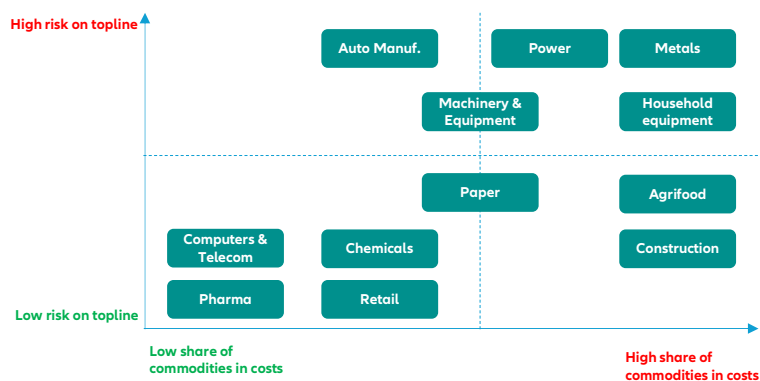 High risk on topline
Auto Manuf.
Power
Metals
Machinery &
Equipment
Household
equipment
Paper
Agrifood
Computers &
Telecom
Chemicals
Construction
Pharma
Retail
Low risk on topline
Low share of
commodities in costs
High share of
commodities in costs